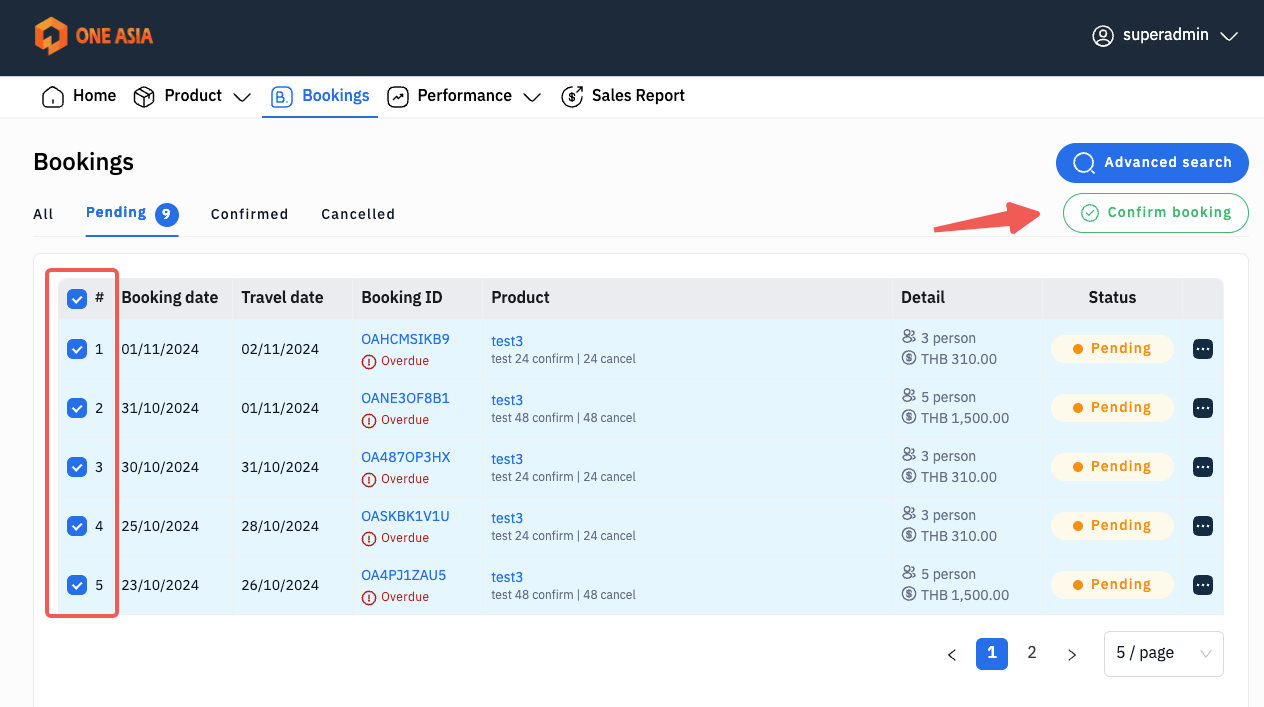 ONE ASIA
superadmin
Home Product Bookings Performance Sales Report
Bookings
Advanced search
All Pending 9 Confirmed Cancelled
Confirm booking
# Booking date Travel date Booking ID Product Detail Status
1 01/11/2024 02/11/2024 OAHCMSIKB9 test3 3 person Pending
Overdue test 24 confirm | 24 cancel THB 310.00
2 31/10/2024 01/11/2024 OANE3OF8B1 test3 5 person Pending
Overdue test 48 confirm | 48 cancel THB 1,500.00
3 30/10/2024 31/10/2024 OA487OP3HX test3 3 person Pending
Overdue test 24 confirm | 24 cancel THB 310.00
4 25/10/2024 28/10/2024 OASKBK1V1U test3 3 person Pending
Overdue test 24 confirm | 24 cancel THB 310.00
5 23/10/2024 26/10/2024 OA4PJ1ZAU5 test3 5 person Pending
Overdue test 48 confirm | 48 cancel THB 1,500.00
< 1 2 > 5 / page